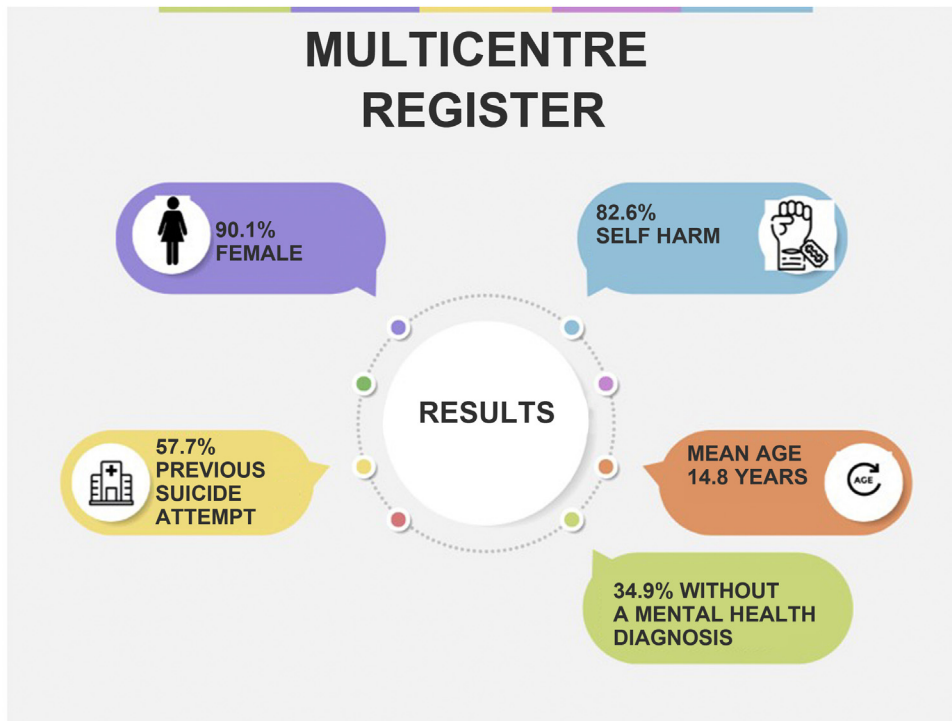 MULTICENTRE
REGISTER
90.1%
FEMALE
82.6%
SELF HARM
RESULTS
57.7%
PREVIOUS
SUICIDE
ATTEMPT
MEAN AGE
14.8 YEARS
AGE
34.9% WITHOUT
A MENTAL HEALTH
DIAGNOSIS